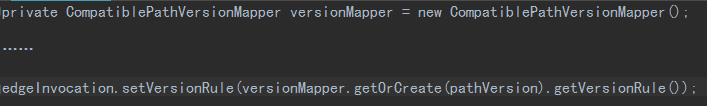 private CompatiblePathVersionMapper versionMapper = new CompatiblePathVersionMapper();
......
edgeInvocation.setVersionRule(versionMapper.getOrCreate(pathVersion).getVersionRule());